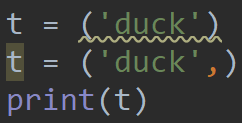 t = ('duck')
t = ('duck',)
print(t)